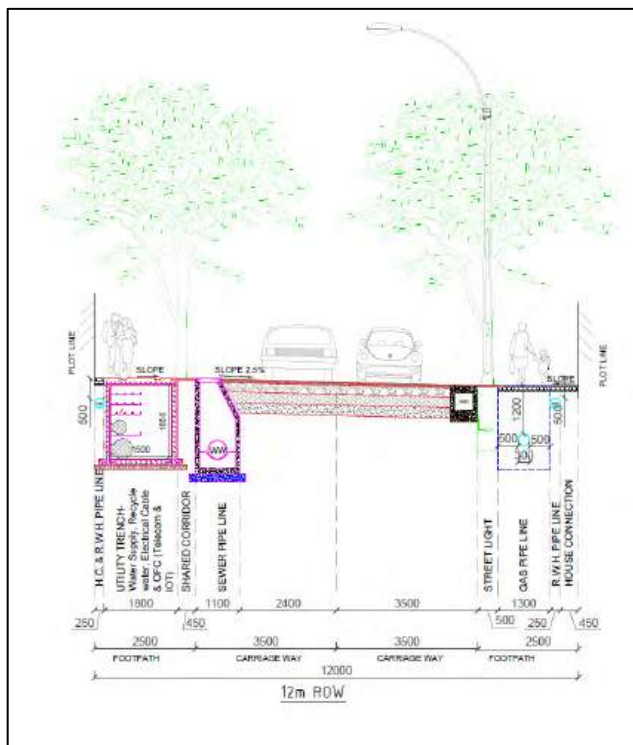 PLOT LINE
PLOT LINE
SLOPE
SLOPE 2.5%
SLOPE
500
1500
WW
1200
500
500
500
H.C. & R.W.H. PIPE LINE
UTILITY TRENCH-
Water Supply, Recycle
water, Electrical Cable
& OFC (Telecom &
IOT)
SHARED CORRIDOR
SEWER PIPE LINE
STREET LIGHT
GAS PIPE LINE
R.W.H. PIPE LINE
HOUSE CONNECTION
1800
1100
2400
3500
1300
250
450
500
250
450
2500
3500
3500
2500
FOOTPATH
CARRIAGE WAY
CARRIAGE WAY
FOOTPATH
12000
12m ROW